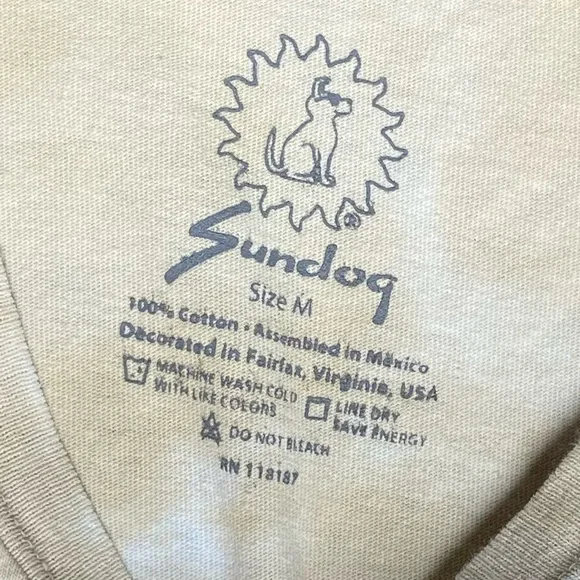 Sundog®
Size M
100% Cotton • Assembled in México
Decorated in Fairfax, Virginia, USA
MACHINE WASH COLD
WITH LIKE COLORS
LINE DRY
SAVE ENERGY
DO NOT BLEACH
RN 118187